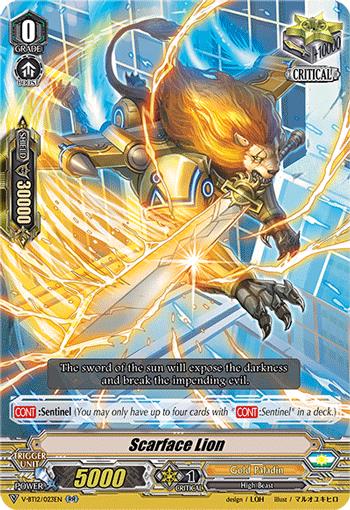 0
GRADE
BOOST
+10000
CRITICAL
SHIELD
30000
The sword of the sun will expose the darkness
and break the impending evil.
CONT:Sentinel (You may only have up to four cards with "
CONT:Sentinel" in a deck.)
Scarface Lion
TRIGGER
UNIT
POWER
5000
1
CRITICAL
Gold Paladin
High Beast
V-BT12/023EN RR
design / LOH illust / マルオユキヒロ